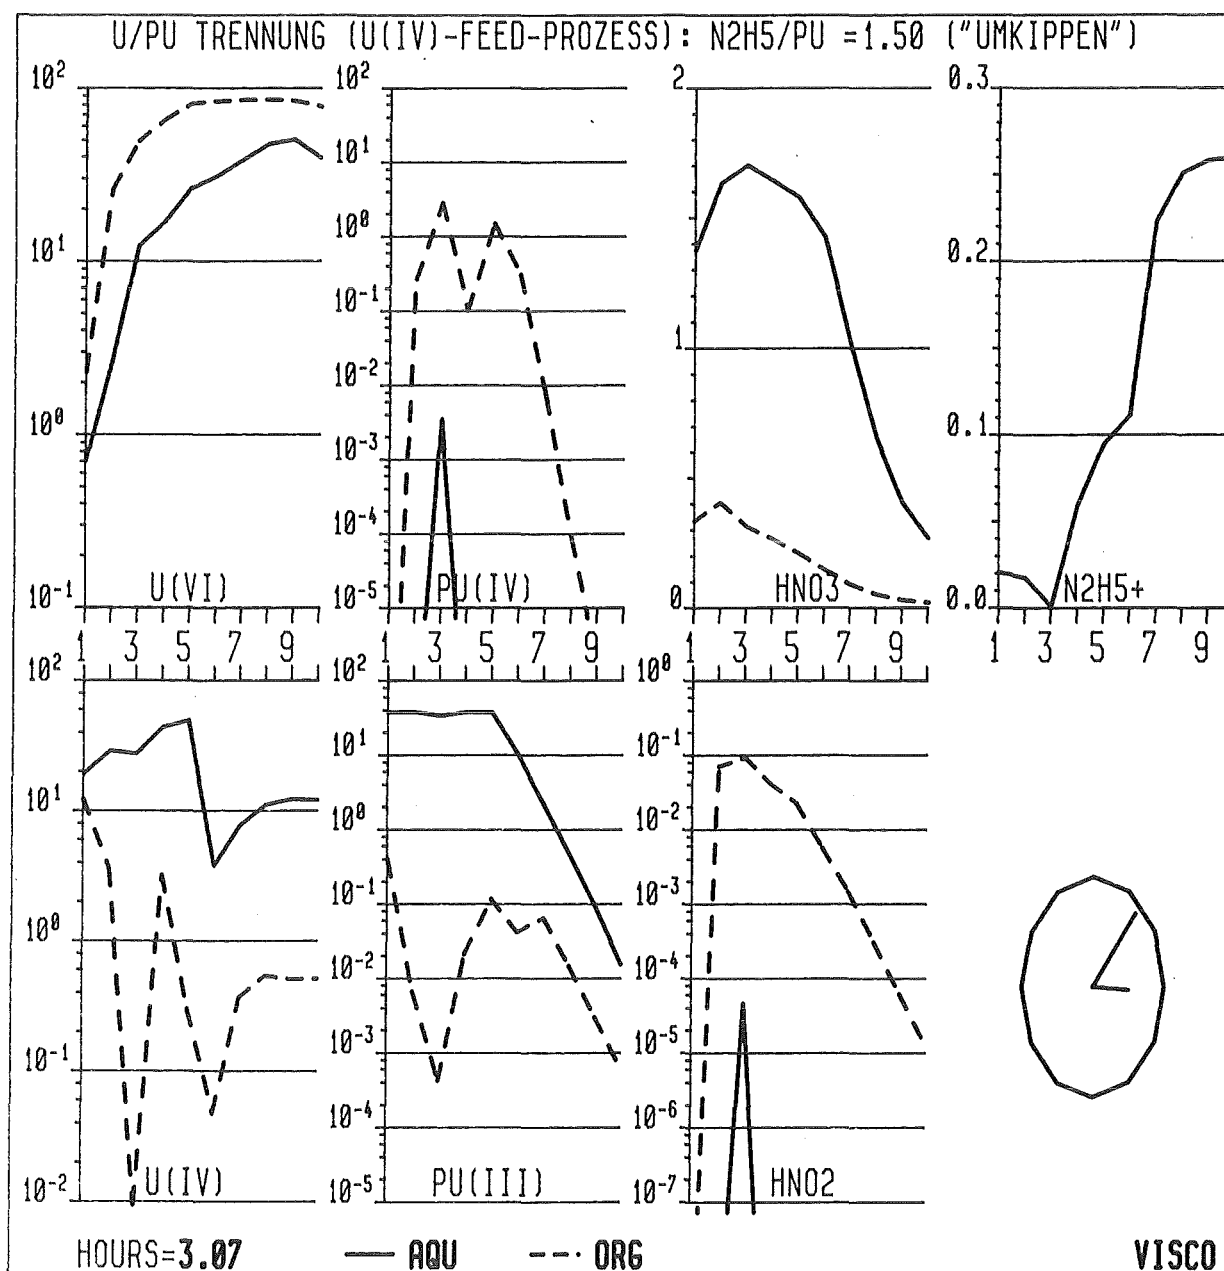 U/PU TRENNUNG (U(IV)-FEED-PROZESS): N2H5/PU =1.50 ("UMKIPPEN")
10² 10¹ 10⁰ 10⁻¹
U(VI)
10² 10¹ 10⁰ 10⁻¹ 10⁻² 10⁻³ 10⁻⁴ 10⁻⁵
PU(IV)
2 1 0
HNO3
0.3 0.2 0.1 0.0
N2H5+
1 3 5 7 9
1 3 5 7 9
1 3 5 7 9
1 3 5 7 9
10² 10¹ 10⁰ 10⁻¹ 10⁻²
U(IV)
10² 10¹ 10⁰ 10⁻¹ 10⁻² 10⁻³ 10⁻⁴ 10⁻⁵
PU(III)
10⁰ 10⁻¹ 10⁻² 10⁻³ 10⁻⁴ 10⁻⁵ 10⁻⁶ 10⁻⁷
HNO2
HOURS=3.07 AQU ORG VISCO